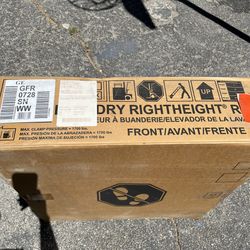 GE
GFR
0728
SN
WW
DRY RIGHTHEIGHT® R
EUR À BUANDERIE/ELEVADOR DE LA LAVA
FRONT/AVANT/FRENTE
UP
MAX. CLAMP PRESSURE = 1700 lbs.
PRESSION MAX. DE LA = 1700 lbs.
PRESIÓN MÁXIMA DE SUJECIÓN = 1700 lbs.